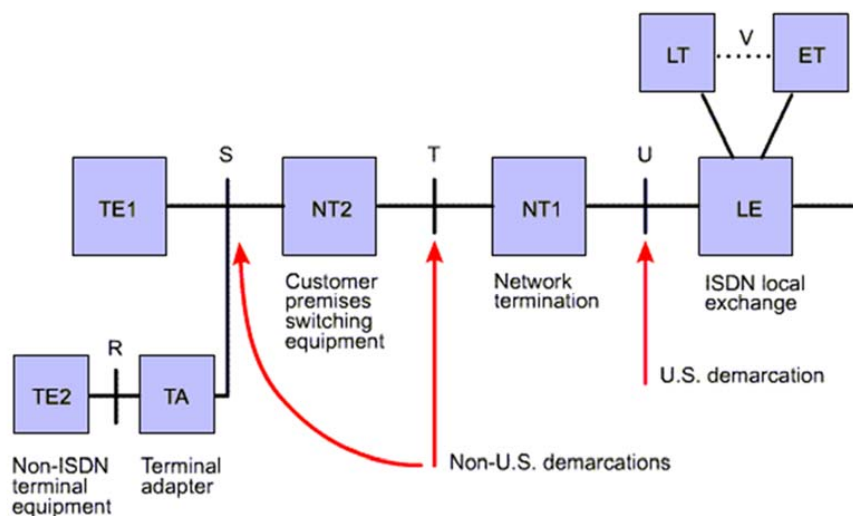 V
LT
ET
S
T
U
TE1
NT2
NT1
LE
Customer
premises
switching
equipment
Network
termination
ISDN local
exchange
R
TE2
TA
U.S. demarcation
Non-ISDN
terminal
equipment
Terminal
adapter
Non-U.S. demarcations